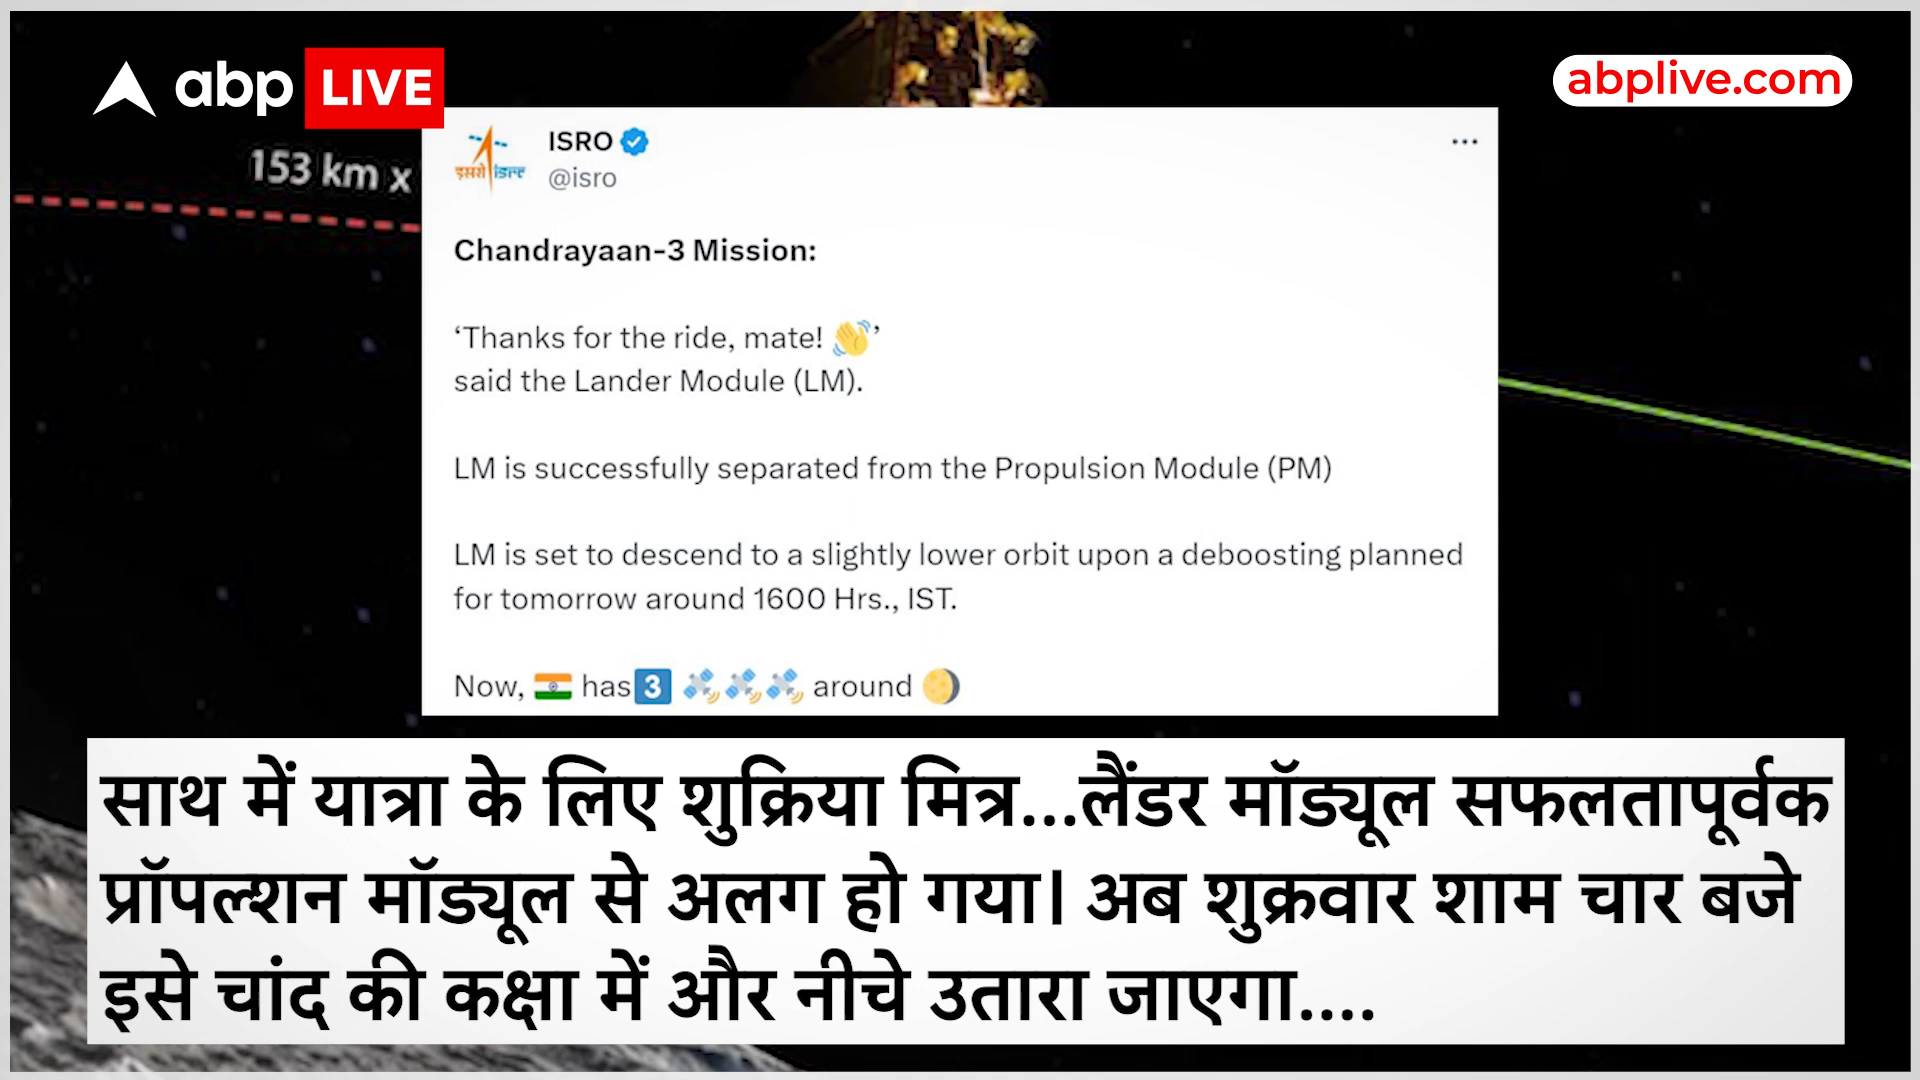 abp LIVE
abplive.com
153 km x
ISRO
इसरो isro
@isro
Chandrayaan-3 Mission:
‘Thanks for the ride, mate! 👋’
said the Lander Module (LM).
LM is successfully separated from the Propulsion Module (PM)
LM is set to descend to a slightly lower orbit upon a deboosting planned
for tomorrow around 1600 Hrs., IST.
Now, 🇮🇳 has 3️⃣ 🛰️🛰️🛰️ around 🌖
साथ में यात्रा के लिए शुक्रिया मित्र...लैंडर मॉड्यूल सफलतापूर्वक
प्रॉपल्शन मॉड्यूल से अलग हो गया। अब शुक्रवार शाम चार बजे
इसे चांद की कक्षा में और नीचे उतारा जाएगा....